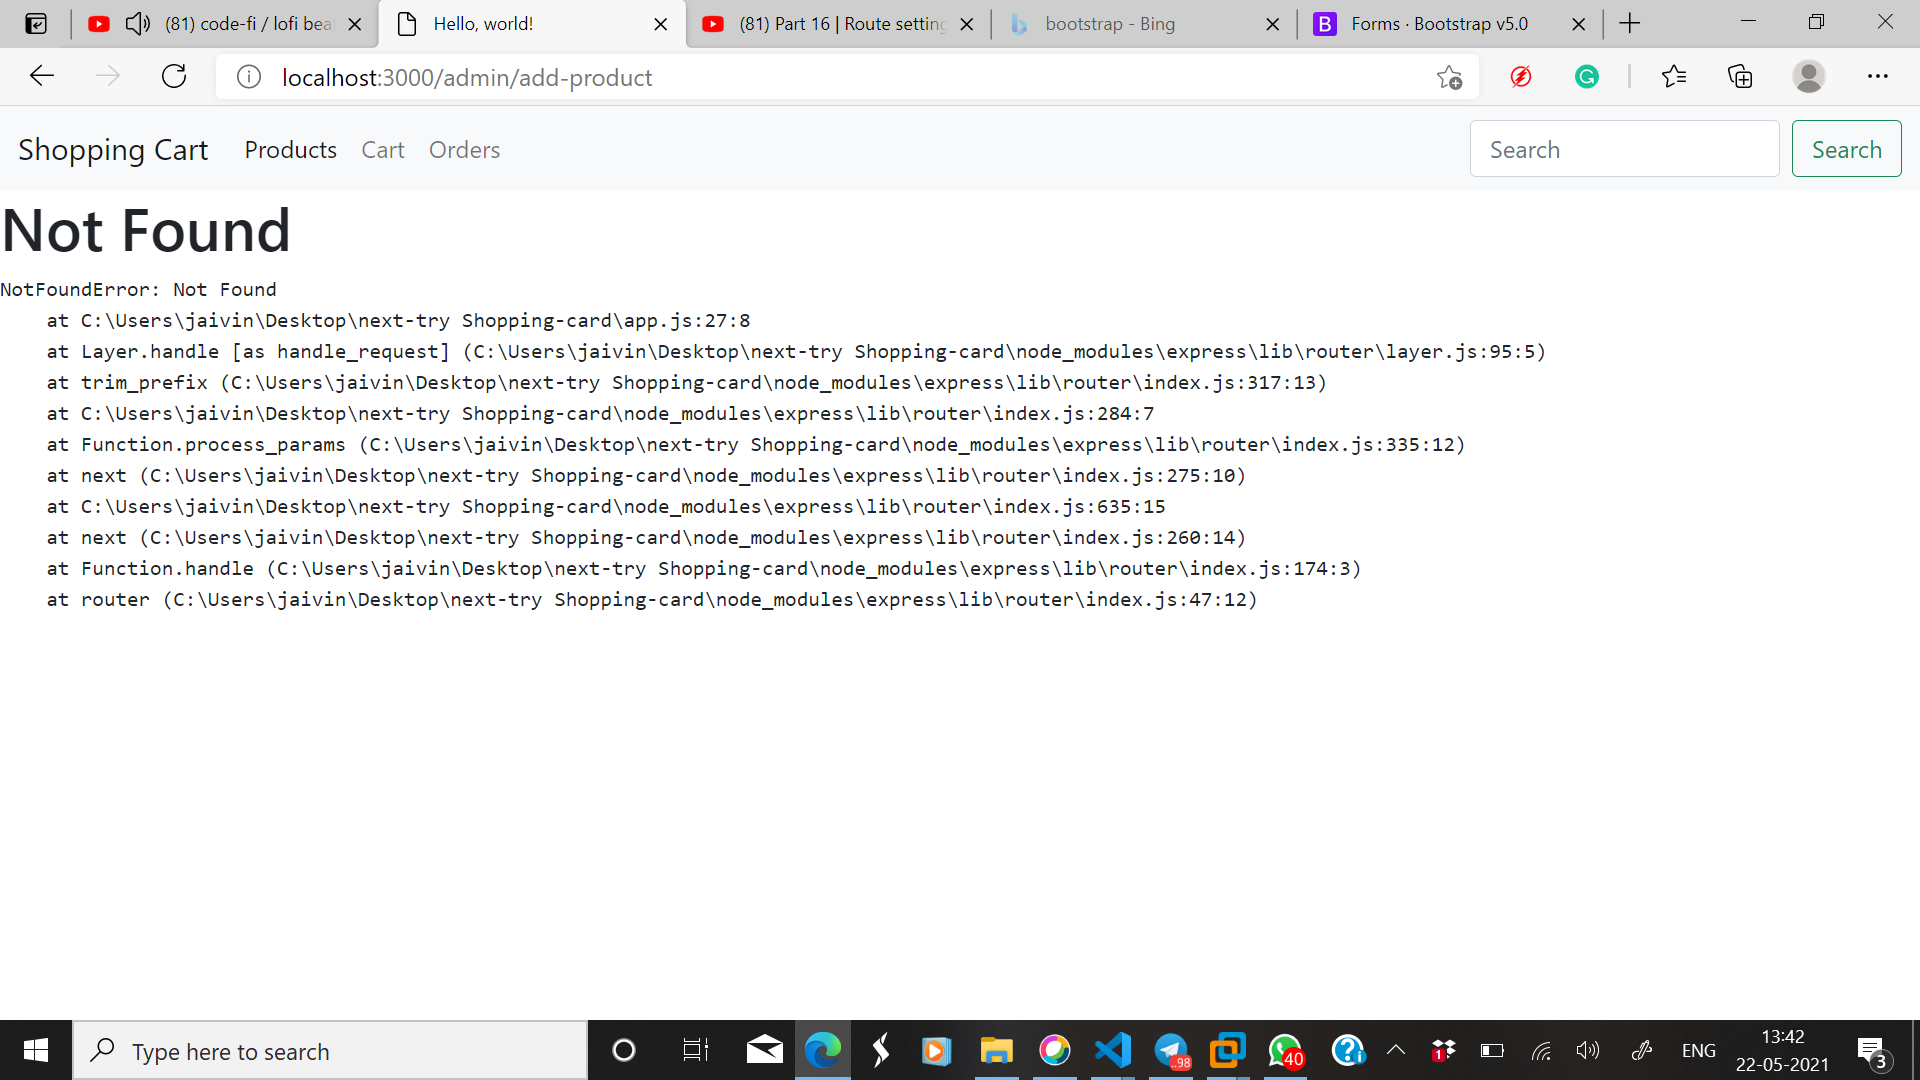 (81) code-fi / lofi bea
Hello, world!
(81) Part 16 | Route setting
bootstrap - Bing
B
Forms · Bootstrap v5.0
localhost:3000/admin/add-product
G
Shopping Cart
Products
Cart
Orders
Search
Search
Not Found
NotFoundError: Not Found
at C:\Users\jaivin\Desktop\next-try Shopping-card\app.js:27:8
at Layer.handle [as handle_request] (C:\Users\jaivin\Desktop\next-try Shopping-card\node_modules\express\lib\router\layer.js:95:5)
at trim_prefix (C:\Users\jaivin\Desktop\next-try Shopping-card\node_modules\express\lib\router\index.js:317:13)
at C:\Users\jaivin\Desktop\next-try Shopping-card\node_modules\express\lib\router\index.js:284:7
at Function.process_params (C:\Users\jaivin\Desktop\next-try Shopping-card\node_modules\express\lib\router\index.js:335:12)
at next (C:\Users\jaivin\Desktop\next-try Shopping-card\node_modules\express\lib\router\index.js:275:10)
at C:\Users\jaivin\Desktop\next-try Shopping-card\node_modules\express\lib\router\index.js:635:15
at next (C:\Users\jaivin\Desktop\next-try Shopping-card\node_modules\express\lib\router\index.js:260:14)
at Function.handle (C:\Users\jaivin\Desktop\next-try Shopping-card\node_modules\express\lib\router\index.js:174:3)
at router (C:\Users\jaivin\Desktop\next-try Shopping-card\node_modules\express\lib\router\index.js:47:12)
Type here to search
..98
40
1
ENG
13:42
22-05-2021
3